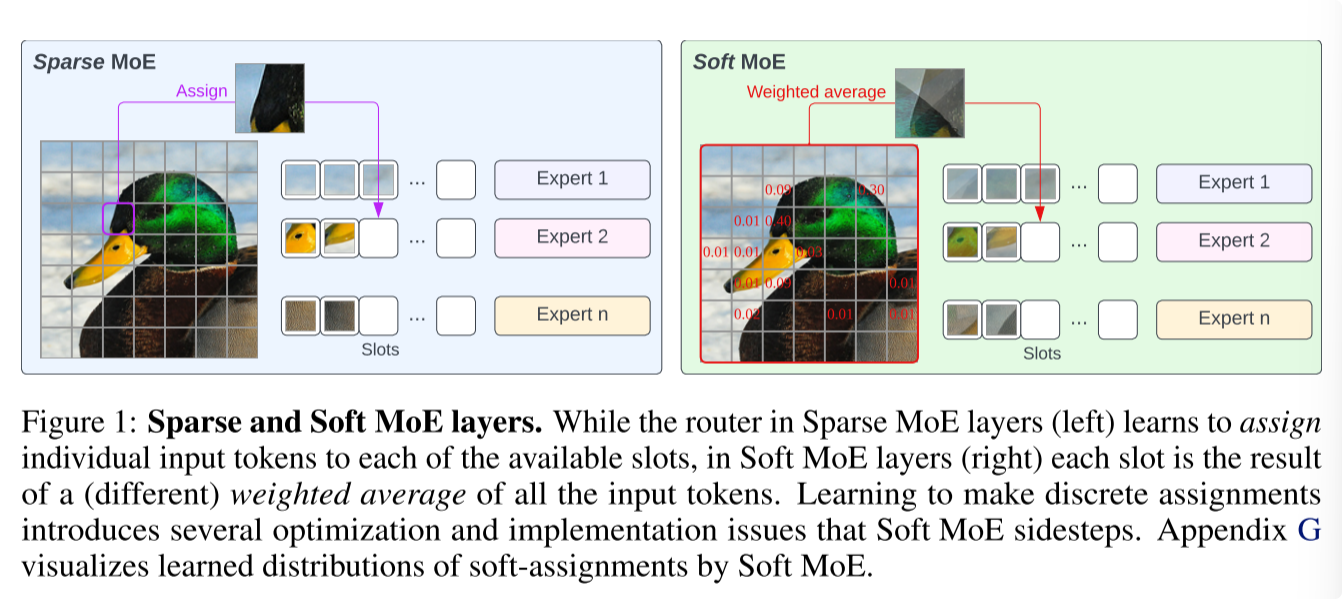 Sparse MoE
Assign
Expert 1
...
Expert 2
...
Expert n
...
Slots
Soft MoE
Weighted average
0.09 0.30
0.01 0.40
0.01 0.01 0.03
0.01 0.09 0.01
0.02 0.01 0.01
Expert 1
...
Expert 2
...
Expert n
...
Slots
Figure 1: Sparse and Soft MoE layers. While the router in Sparse MoE layers (left) learns to assign
individual input tokens to each of the available slots, in Soft MoE layers (right) each slot is the result
of a (different) weighted average of all the input tokens. Learning to make discrete assignments
introduces several optimization and implementation issues that Soft MoE sidesteps. Appendix G
visualizes learned distributions of soft-assignments by Soft MoE.